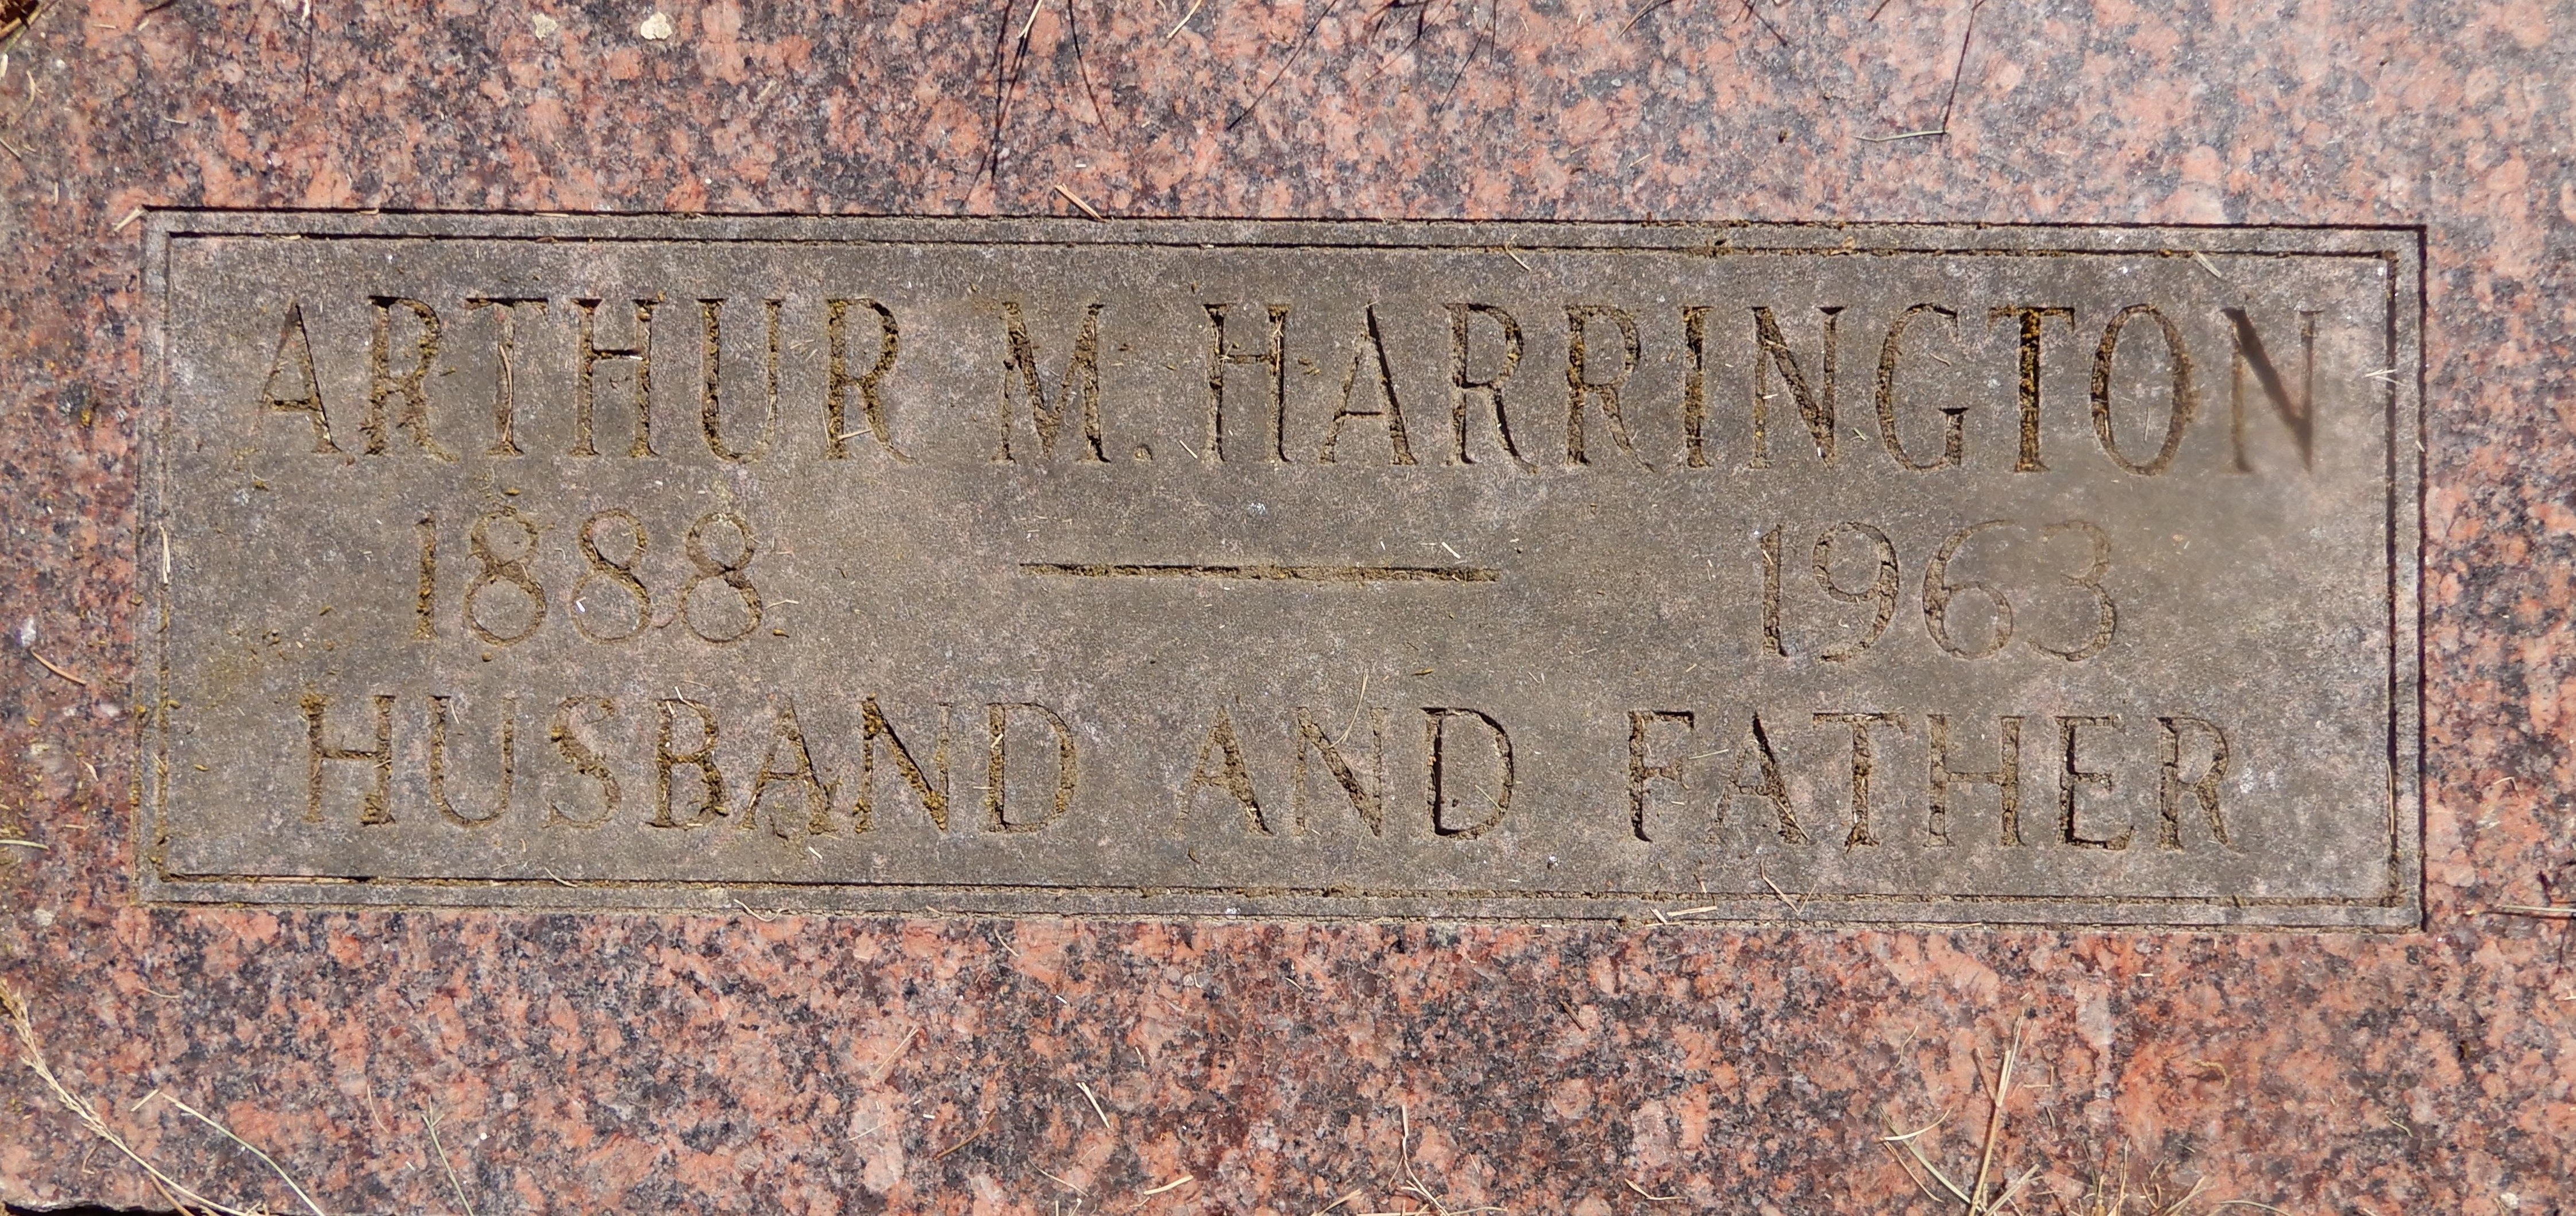 ARTHUR M. HARRINGTON
1888 — 1963
HUSBAND AND FATHER